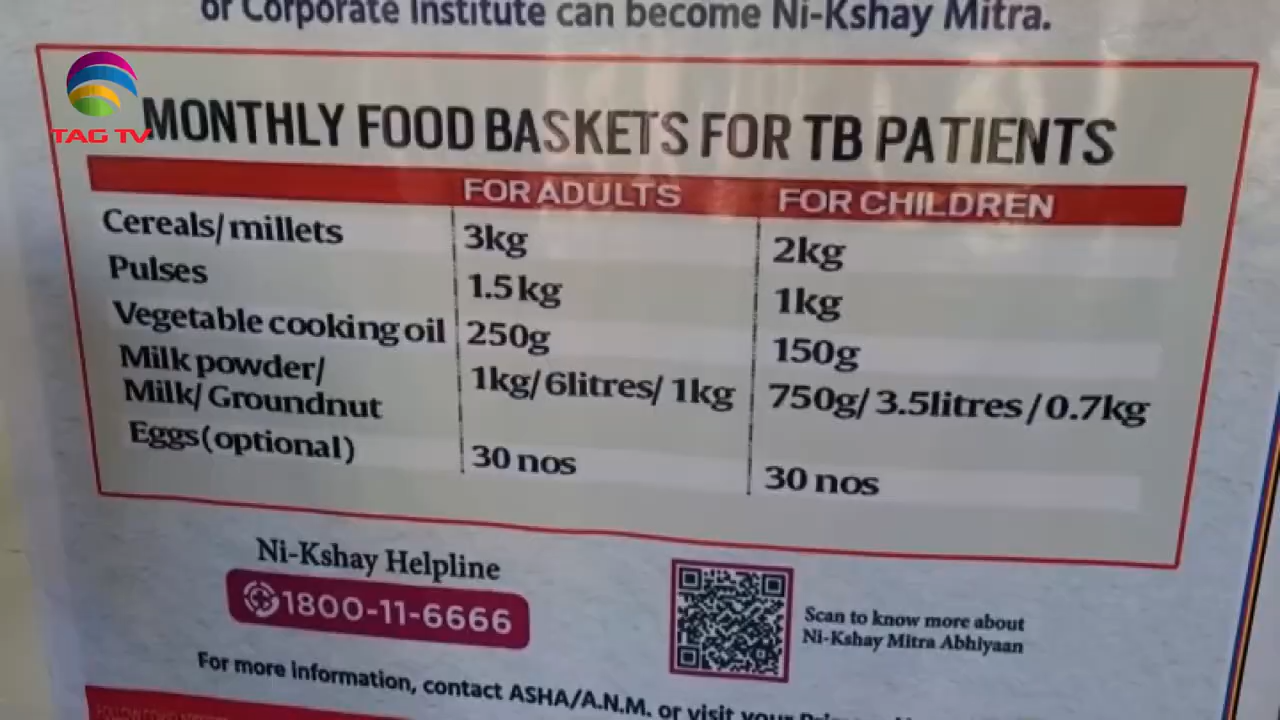 or Corporate Institute can become Ni-Kshay Mitra.
TAG TV
MONTHLY FOOD BASKETS FOR TB PATIENTS
FOR ADULTS FOR CHILDREN
Cereals/millets 3kg 2kg
Pulses 1.5kg 1kg
Vegetable cooking oil 250g 150g
Milk powder/
Milk/Groundnut 1kg/6litres/1kg 750g/3.5litres/0.7kg
Eggs(optional) 30 nos 30 nos
Ni-Kshay Helpline
1800-11-6666
Scan to know more about
Ni-Kshay Mitra Abhiyaan
For more information, contact ASHA/A.N.M. or visit your